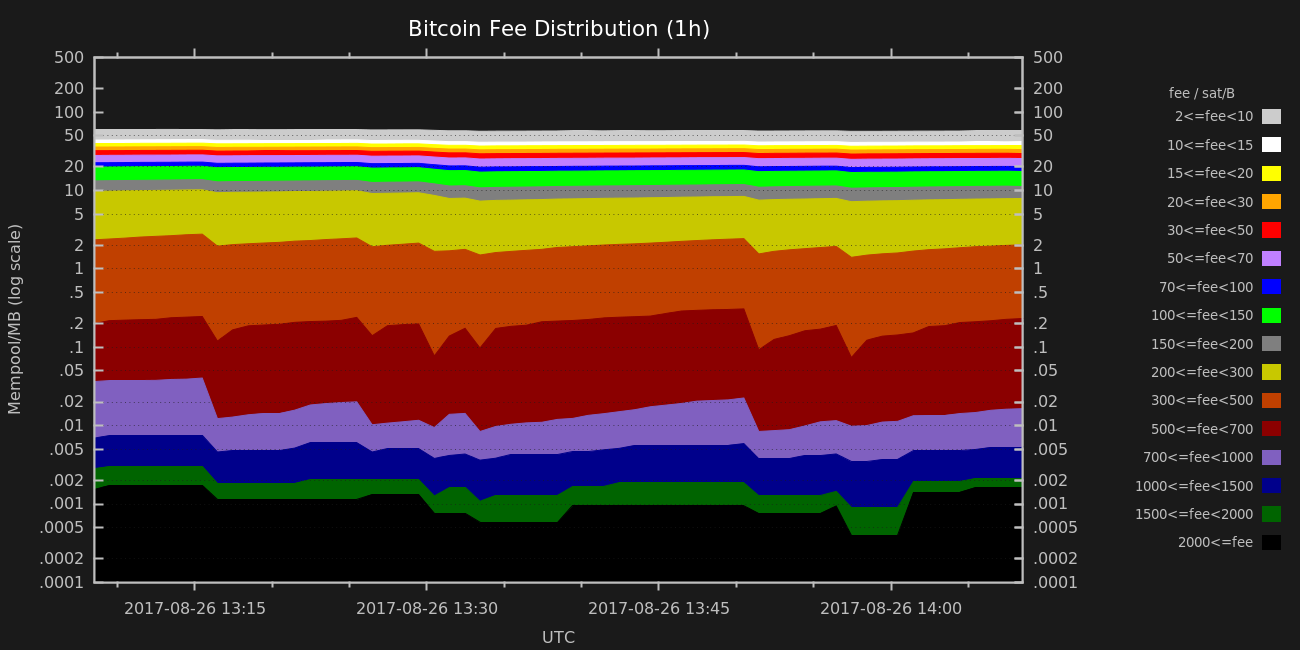 Bitcoin Fee Distribution (1h)
500 500
200 200
100 100
50 50
20 20
10 10
5 5
2 2
1 1
.5 .5
.2 .2
.1 .1
.05 .05
.02 .02
.01 .01
.005 .005
.002 .002
.001 .001
.0005 .0005
.0002 .0002
.0001 .0001
Mempool/MB (log scale)
2017-08-26 13:15 2017-08-26 13:30 2017-08-26 13:45 2017-08-26 14:00
UTC
fee / sat/B
2<=fee<10
10<=fee<15
15<=fee<20
20<=fee<30
30<=fee<50
50<=fee<70
70<=fee<100
100<=fee<150
150<=fee<200
200<=fee<300
300<=fee<500
500<=fee<700
700<=fee<1000
1000<=fee<1500
1500<=fee<2000
2000<=fee